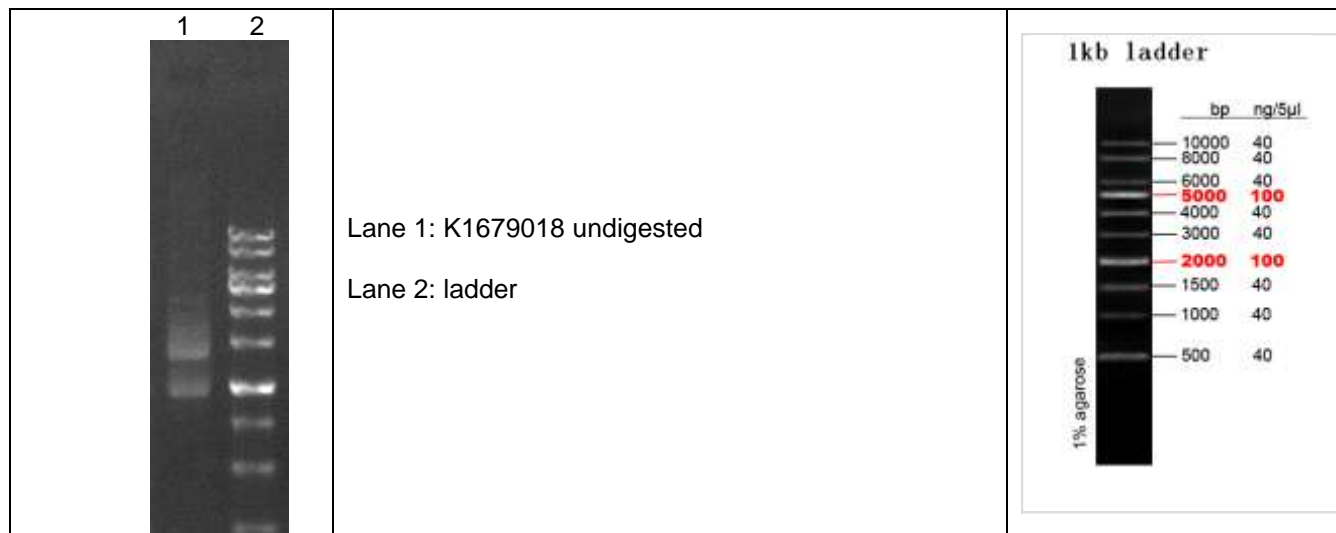 1 2
Lane 1: K1679018 undigested
Lane 2: ladder
1kb ladder
bp ng/5µl
10000 40
8000 40
6000 40
5000 100
4000 40
3000 40
2000 100
1500 40
1000 40
500 40
1% agarose